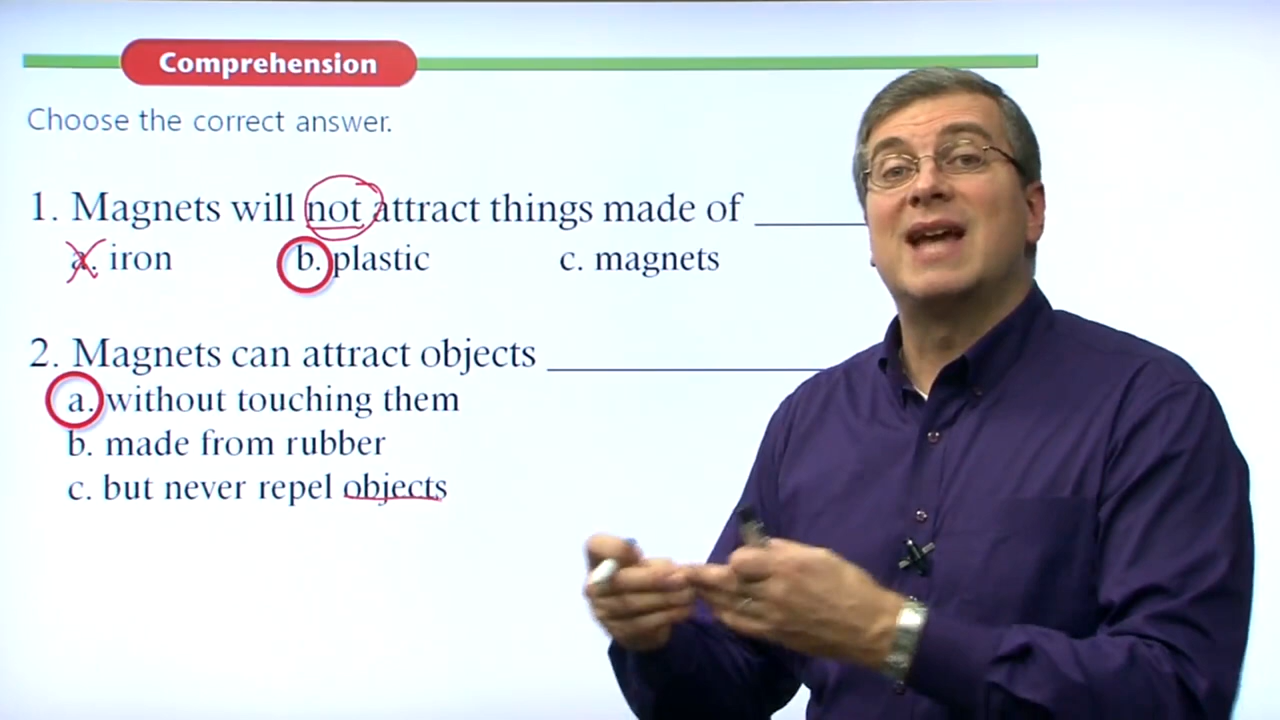 Comprehension
Choose the correct answer.
1. Magnets will not attract things made of ________
a. iron b. plastic c. magnets
2. Magnets can attract objects ________________
a. without touching them
b. made from rubber
c. but never repel objects